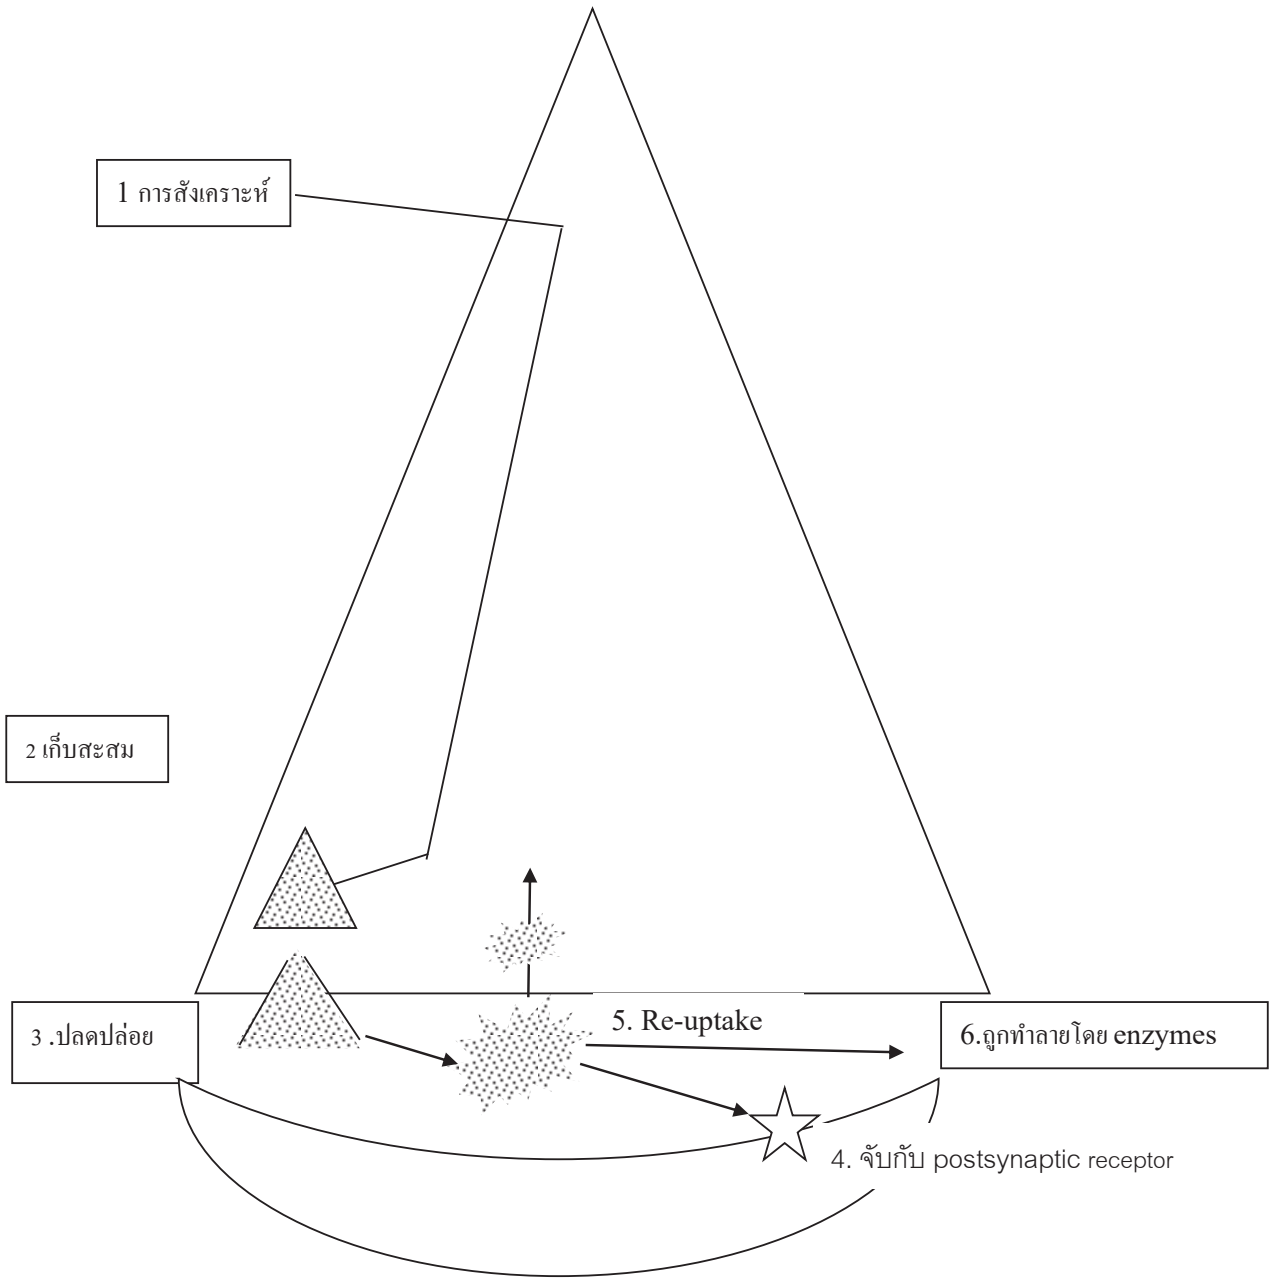 1 การสังเคราะห์
2 เก็บสะสม
3 .ปลดปล่อย
5. Re-uptake
6.ถูกทำลายโดย enzymes
4. จับกับ postsynaptic receptor